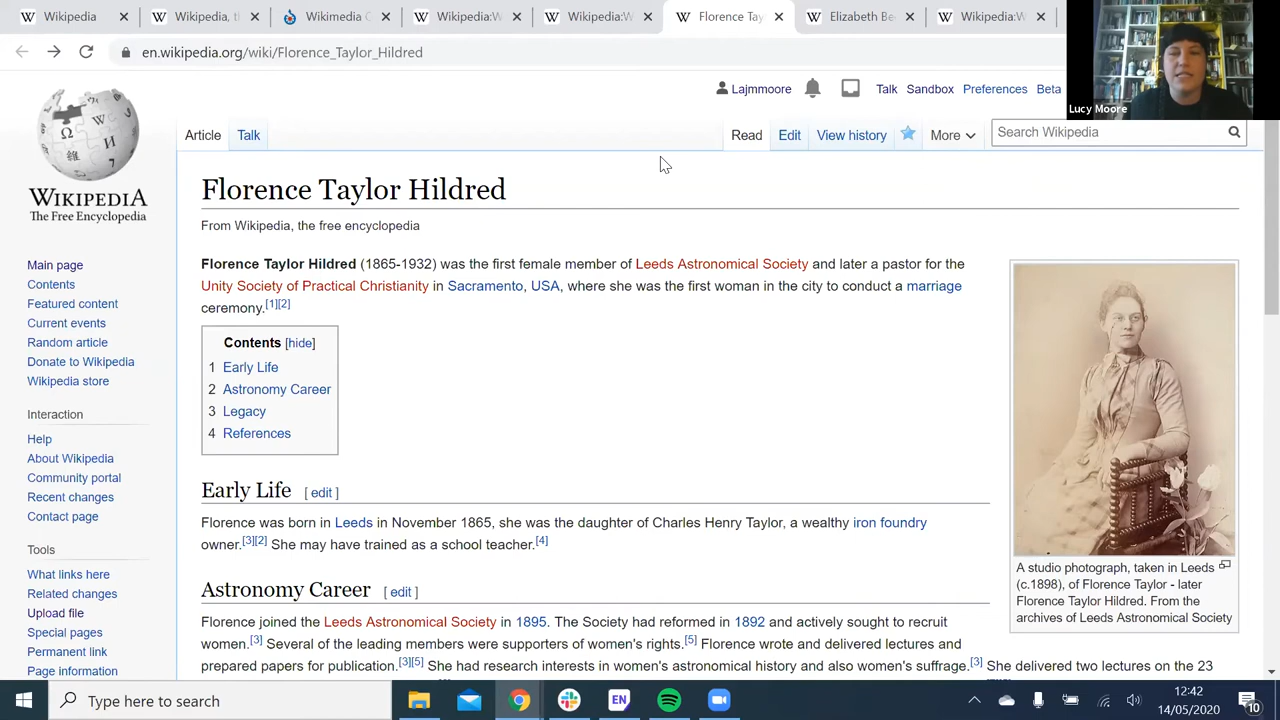 Wikipedia
Wikipedia, t
Wikimedia C
Wikipedia:W
Wikipedia:W
Florence Tay
Elizabeth Be
Wikipedia:W
en.wikipedia.org/wiki/Florence_Taylor_Hildred
Lucy Moore
Lajmmoore
Talk
Sandbox
Preferences
Beta
Article
Talk
Read
Edit
View history
More
Search Wikipedia
WIKIPEDIA
The Free Encyclopedia
Main page
Contents
Featured content
Current events
Random article
Donate to Wikipedia
Wikipedia store
Interaction
Help
About Wikipedia
Community portal
Recent changes
Contact page
Tools
What links here
Related changes
Upload file
Special pages
Permanent link
Page information
Florence Taylor Hildred
From Wikipedia, the free encyclopedia
Florence Taylor Hildred (1865-1932) was the first female member of Leeds Astronomical Society and later a pastor for the
Unity Society of Practical Christianity in Sacramento, USA, where she was the first woman in the city to conduct a marriage
ceremony.[1][2]
Contents [hide]
1 Early Life
2 Astronomy Career
3 Legacy
4 References
Early Life [ edit ]
Florence was born in Leeds in November 1865, she was the daughter of Charles Henry Taylor, a wealthy iron foundry
owner.[3][2] She may have trained as a school teacher.[4]
Astronomy Career [ edit ]
Florence joined the Leeds Astronomical Society in 1895. The Society had reformed in 1892 and actively sought to recruit
women.[3] Several of the leading members were supporters of women's rights.[5] Florence wrote and delivered lectures and
prepared papers for publication.[3][5] She had research interests in women's astronomical history and also women's suffrage.[3] She delivered two lectures on the 23
A studio photograph, taken in Leeds
(c.1898), of Florence Taylor - later
Florence Taylor Hildred. From the
archives of Leeds Astronomical Society
Type here to search
EN
12:42
14/05/2020
10